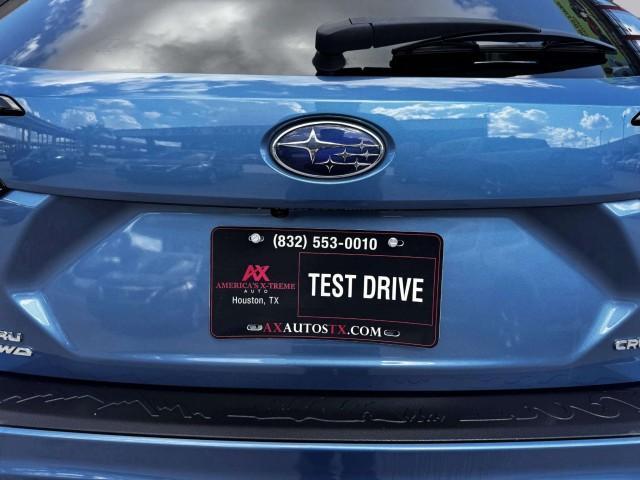 (832) 553-0010
AX
AMERICA'S X-TREME
AUTO
Houston, TX
TEST DRIVE
AXAUTOSTX.COM